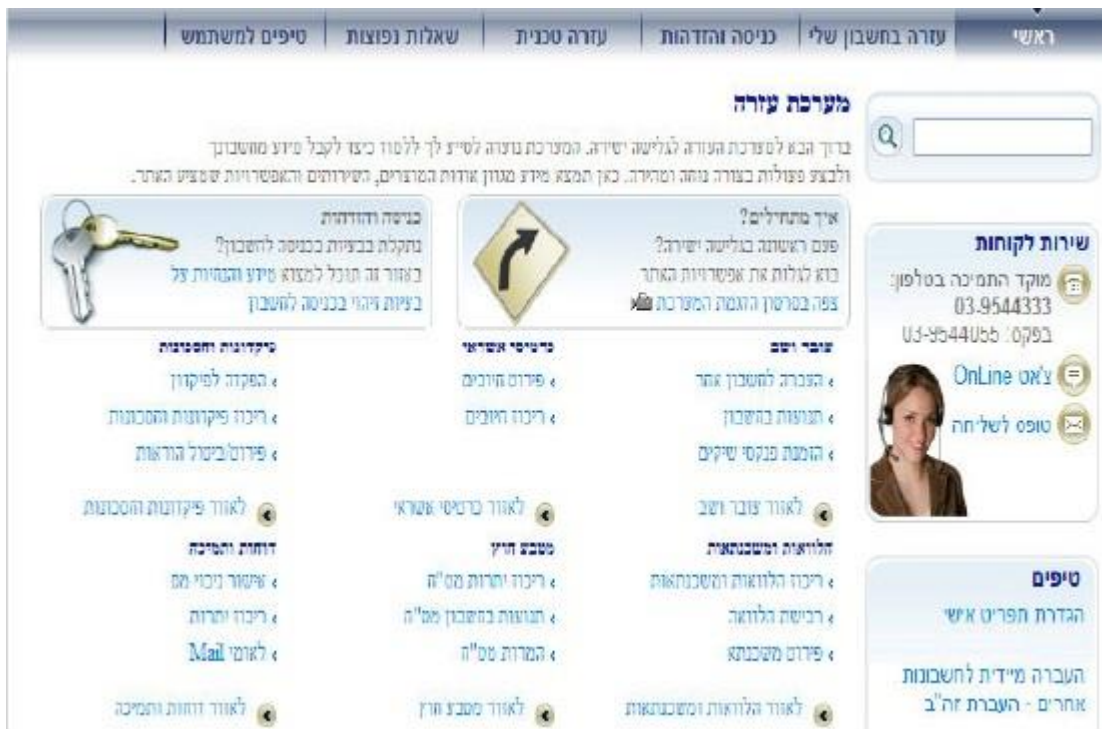 ראשי
עזרה בחשבון שלי
כניסה והזדהות
עזרה טכנית
שאלות נפוצות
טיפים למשתמש
מערכת עזרה
ברוך הבא למערכת העזרה לגלישה ישירה. המערכת נועדה לסייע לך ללמוד כיצד לקבל מידע מחשבונך
ולבצע פעולות בצורה נוחה ומהירה. כאן תמצא מידע מגוון אודות המוצרים, השירותים והאפשרויות שמציע האתר.
איך מתחילים?
פעם ראשונה בגלישה ישירה?
בוא לגלות את אפשרויות האתר
צפה בסרטון הדגמת המערכת
כניסה והזדהות
נתקלת בבעיות בכניסה לחשבון?
באזור זה תוכל למצוא מידע והנחיות על
בעיות זיהוי בכניסה לחשבון
עובר ושב
› העברה לחשבון אחר
› תנועות בחשבון
› הזמנת פנקסי שיקים
לאזור עובר ושב
כרטיסי אשראי
› פירוט חיובים
› ריכוז חיובים
לאזור כרטיסי אשראי
פיקדונות וחסכונות
› הפקדה לפיקדון
› ריכוז פיקדונות וחסכונות
› פירוט/ביטול הוראות
לאזור פיקדונות וחסכונות
הלוואות ומשכנתאות
› ריכוז הלוואות ומשכנתאות
› רכישת הלוואה
› פירוט משכנתא
לאזור הלוואות ומשכנתאות
מטבע חוץ
› ריכוז יתרות מט"ח
› תנועות בחשבון מט"ח
› המרות מט"ח
לאזור מטבע חוץ
דוחות ותמיכה
› אישור ניכוי מס
› ריכוז יתרות
› לאומי Mail
לאזור דוחות ותמיכה
שירות לקוחות
מוקד התמיכה בטלפון:
03-9544333
בפקס: 03-9544055
צ'אט OnLine
טופס לשליחה
טיפים
הגדרת תפריט אישי
העברה מיידית לחשבונות
אחרים - העברת זה"ב